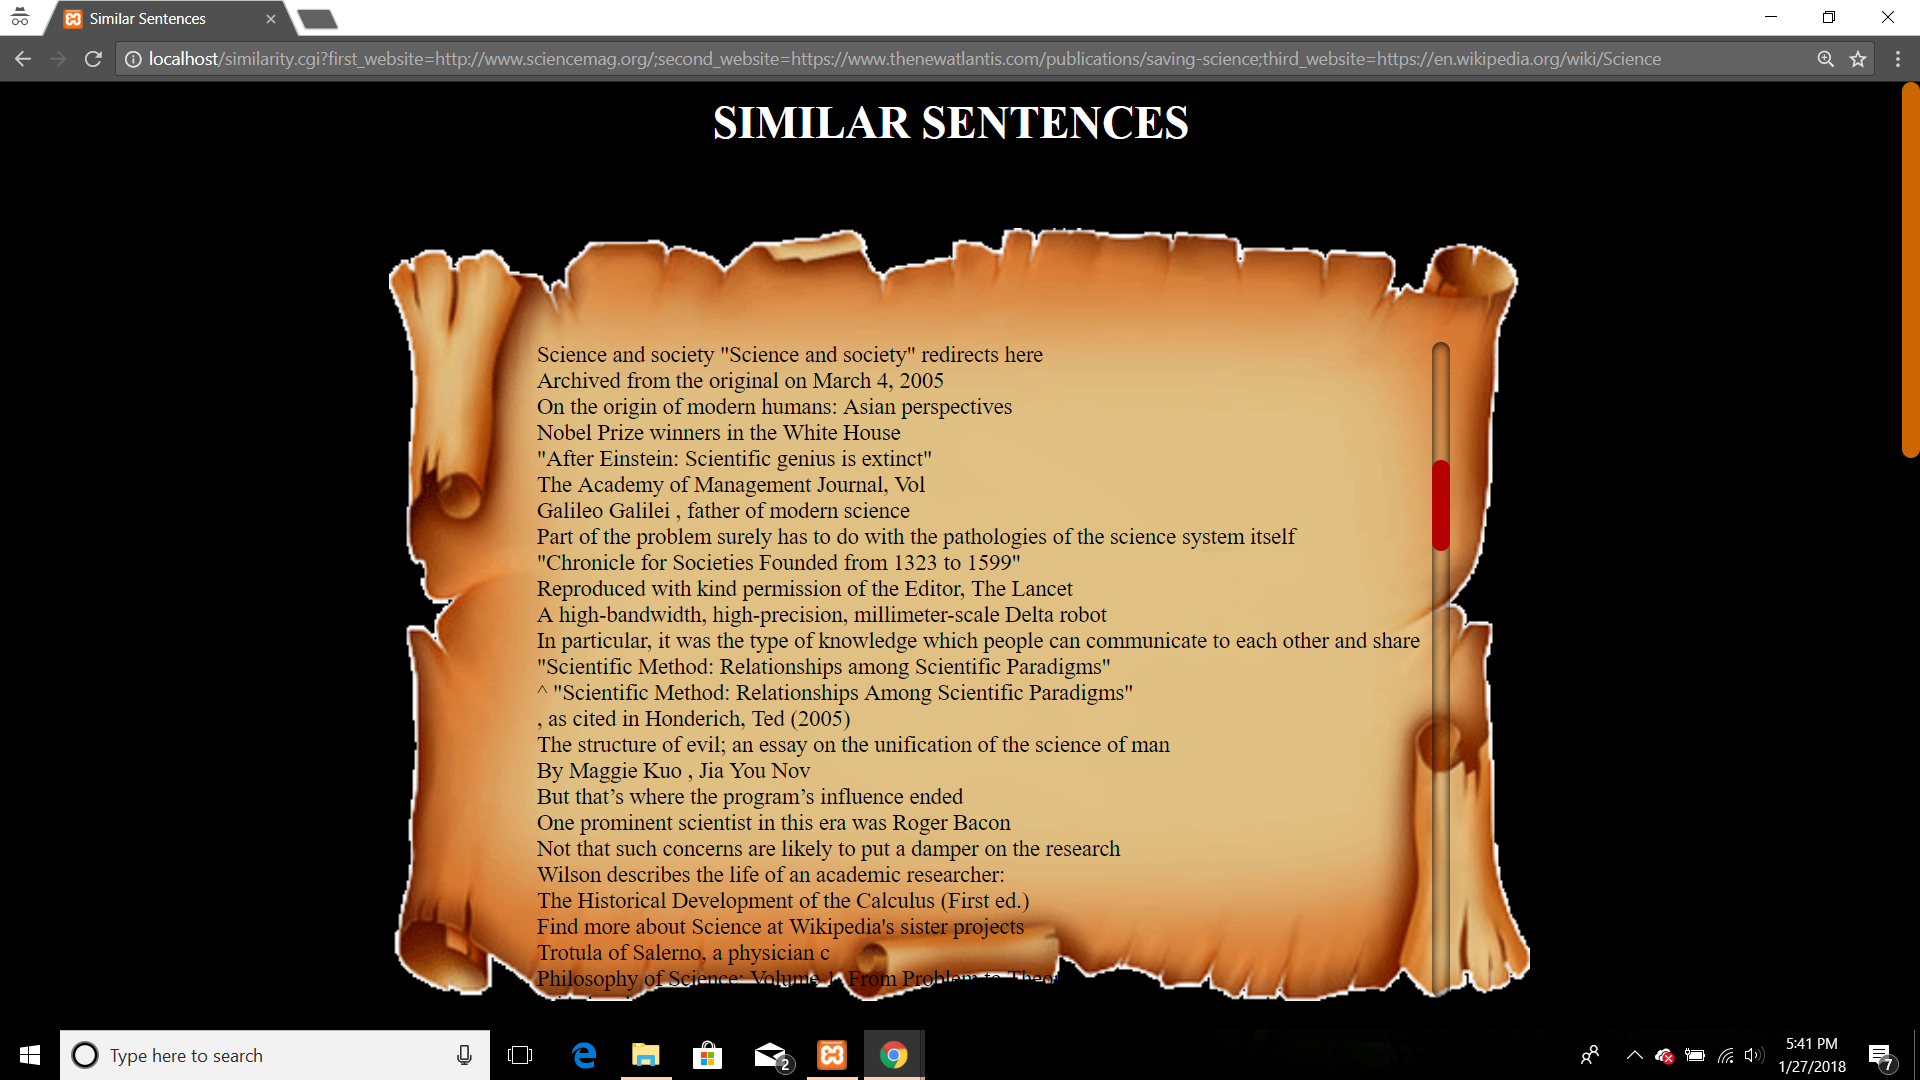 Similar Sentences
localhost/similarity.cgi?first_website=http://www.sciencemag.org/;second_website=https://www.thenewatlantis.com/publications/saving-science;third_website=https://en.wikipedia.org/wiki/Science
SIMILAR SENTENCES
Science and society "Science and society" redirects here
Archived from the original on March 4, 2005
On the origin of modern humans: Asian perspectives
Nobel Prize winners in the White House
"After Einstein: Scientific genius is extinct"
The Academy of Management Journal, Vol
Galileo Galilei , father of modern science
Part of the problem surely has to do with the pathologies of the science system itself
"Chronicle for Societies Founded from 1323 to 1599"
Reproduced with kind permission of the Editor, The Lancet
A high-bandwidth, high-precision, millimeter-scale Delta robot
In particular, it was the type of knowledge which people can communicate to each other and share
"Scientific Method: Relationships among Scientific Paradigms"
^ "Scientific Method: Relationships Among Scientific Paradigms"
, as cited in Honderich, Ted (2005)
The structure of evil; an essay on the unification of the science of man
By Maggie Kuo , Jia You Nov
But that’s where the program’s influence ended
One prominent scientist in this era was Roger Bacon
Not that such concerns are likely to put a damper on the research
Wilson describes the life of an academic researcher:
The Historical Development of the Calculus (First ed.)
Find more about Science at Wikipedia's sister projects
Trotula of Salerno, a physician c
Philosophy of Science: Volume 1, From Problem to
Type here to search
2
5:41 PM
1/27/2018
7